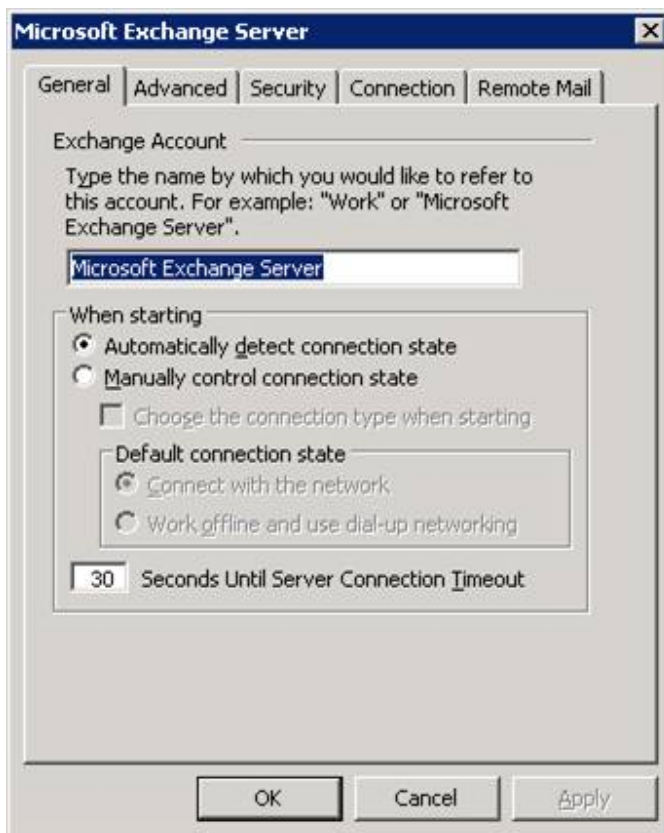 Microsoft Exchange Server
General Advanced Security Connection Remote Mail
Exchange Account
Type the name by which you would like to refer to
this account. For example: "Work" or "Microsoft
Exchange Server".
Microsoft Exchange Server
When starting
Automatically detect connection state
Manually control connection state
Choose the connection type when starting
Default connection state
Connect with the network
Work offline and use dial-up networking
30 Seconds Until Server Connection Timeout
OK Cancel Apply